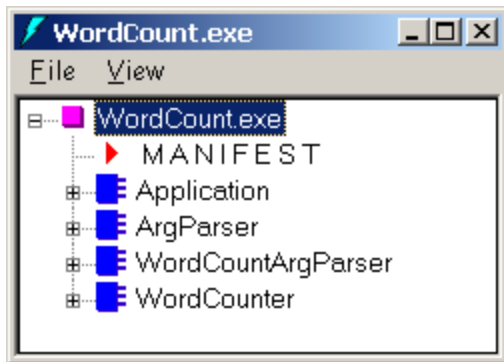 WordCount.exe
File View
WordCount.exe
MANIFEST
Application
ArgParser
WordCountArgParser
WordCounter